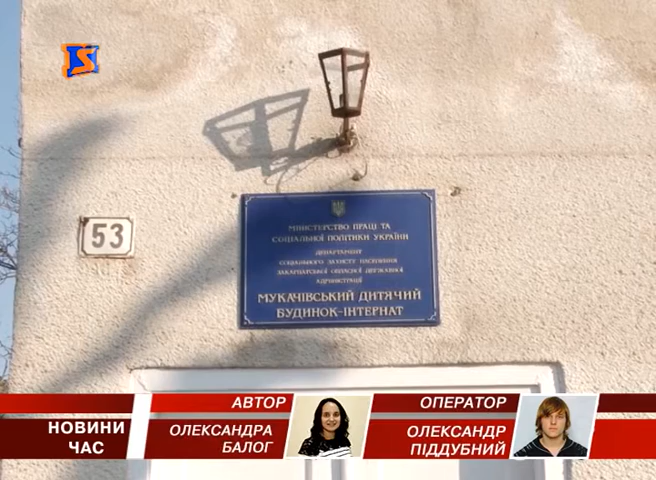 S
53
МІНІСТЕРСТВО ПРАЦІ ТА
СОЦІАЛЬНОЇ ПОЛІТИКИ УКРАЇНИ
ДЕПАРТАМЕНТ
СОЦІАЛЬНОГО ЗАХИСТУ НАСЕЛЕННЯ
ЗАКАРПАТСЬКОЇ ОБЛАСНОЇ ДЕРЖАВНОЇ
АДМІНІСТРАЦІЇ
МУКАЧІВСЬКИЙ ДИТЯЧИЙ
БУДИНОК-ІНТЕРНАТ
НОВИНИ
ЧАС
АВТОР
ОЛЕКСАНДРА
БАЛОГ
ОПЕРАТОР
ОЛЕКСАНДР
ПІДДУБНИЙ